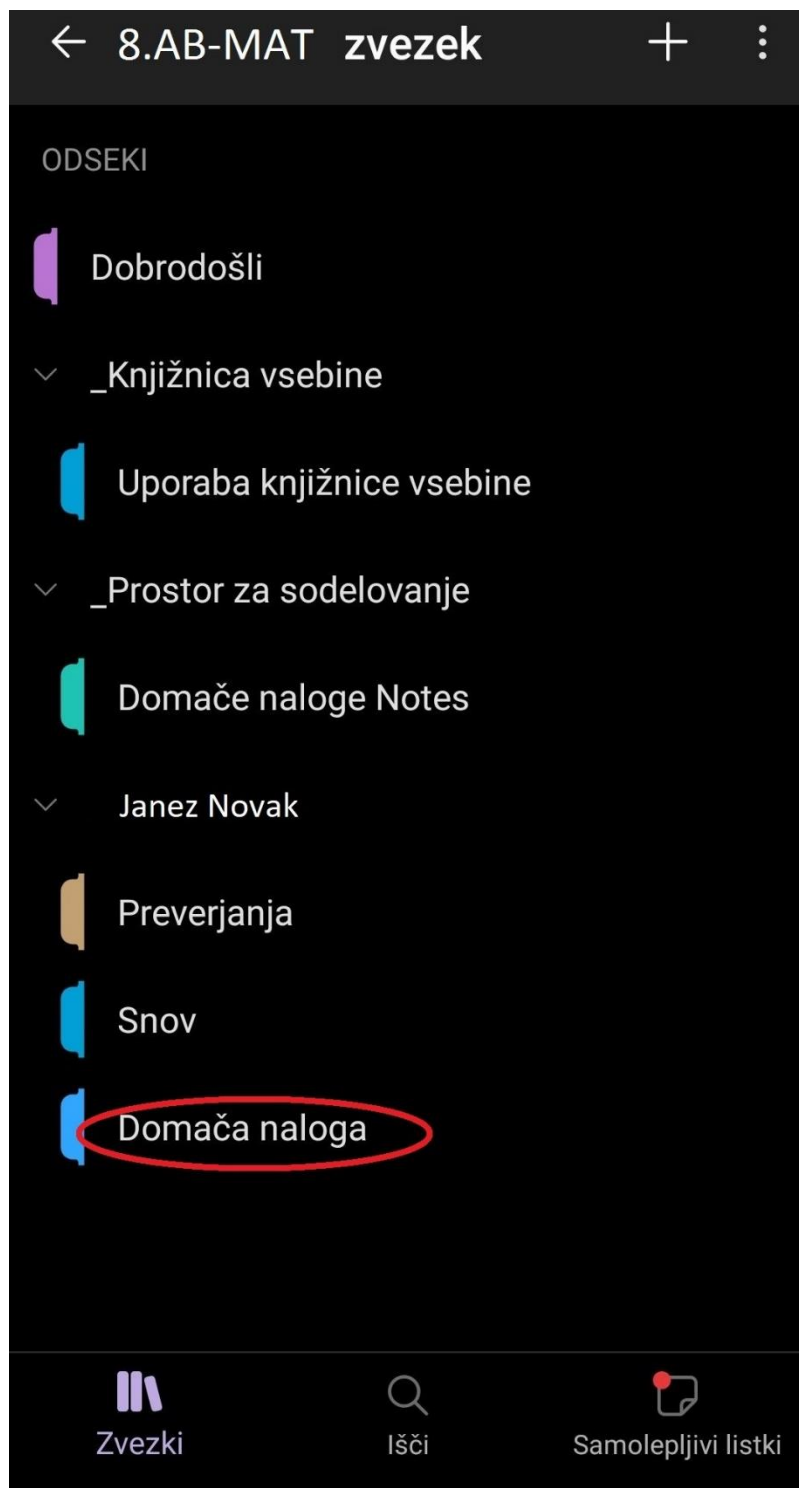 8.AB-MAT zvezek
ODSEKI
Dobrodošli
_Knjižnica vsebine
Uporaba knjižnice vsebine
_Prostor za sodelovanje
Domače naloge Notes
Janez Novak
Preverjanja
Snov
Domača naloga
Zvezki
Išči
Samolepljivi listki